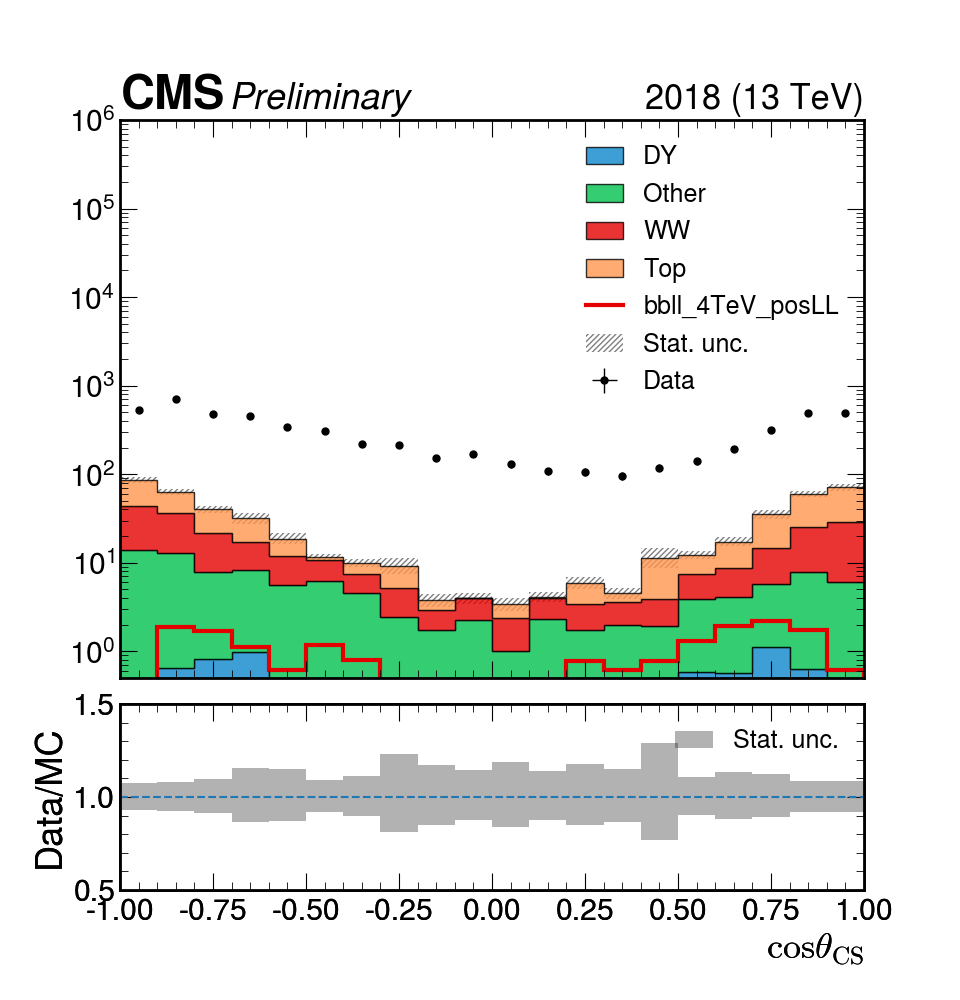 CMS Preliminary 2018 (13 TeV)
10^6
10^5
10^4
10^3
10^2
10^1
10^0
DY
Other
WW
Top
bbll_4TeV_posLL
Stat. unc.
Data
Data/MC
1.5
1.0
0.5
Stat. unc.
-1.00 -0.75 -0.50 -0.25 0.00 0.25 0.50 0.75 1.00
cosθ_CS